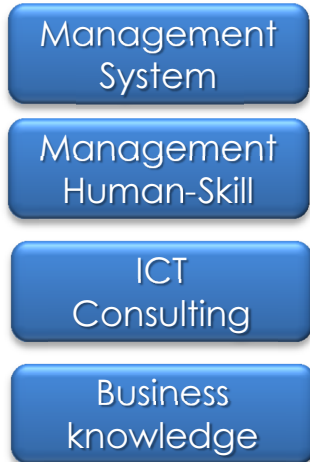 Management
System
Management
Human-Skill
ICT
Consulting
Business
knowledge